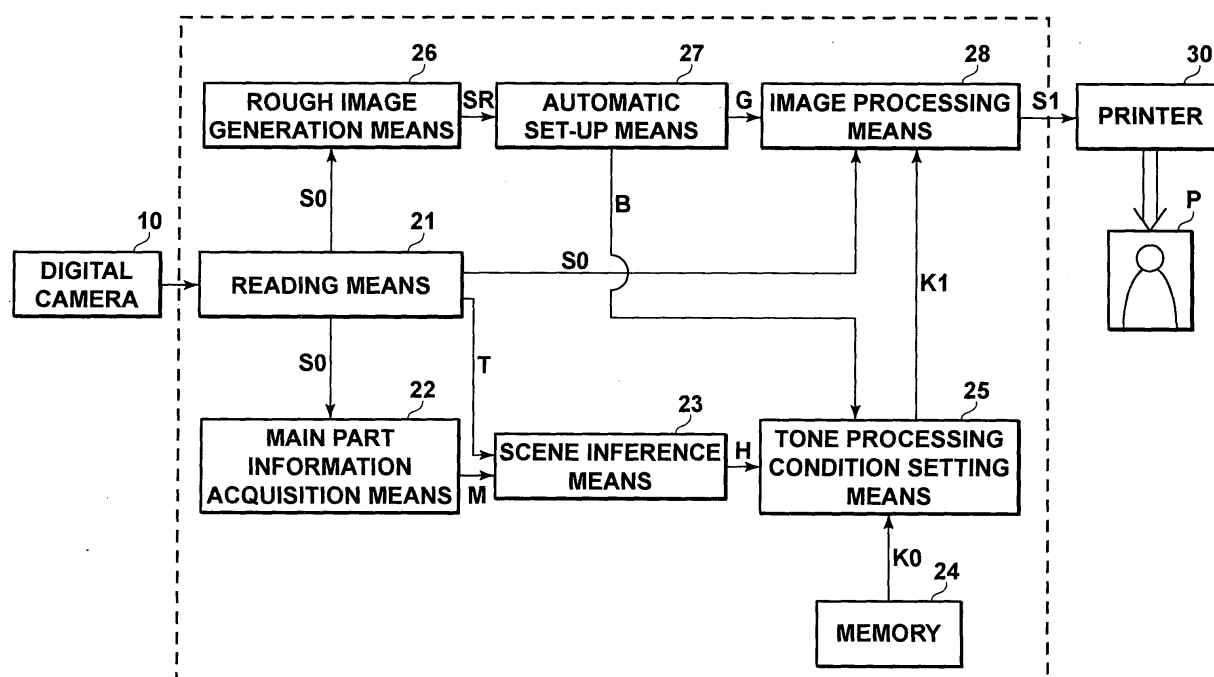 26
27
28
30
ROUGH IMAGE
GENERATION MEANS
SR
AUTOMATIC
SET-UP MEANS
G
IMAGE PROCESSING
MEANS
S1
PRINTER
S0
B
P
10
21
DIGITAL
CAMERA
READING MEANS
S0
K1
S0
T
22
23
25
MAIN PART
INFORMATION
ACQUISITION MEANS
M
SCENE INFERENCE
MEANS
H
TONE PROCESSING
CONDITION SETTING
MEANS
K0
24
MEMORY